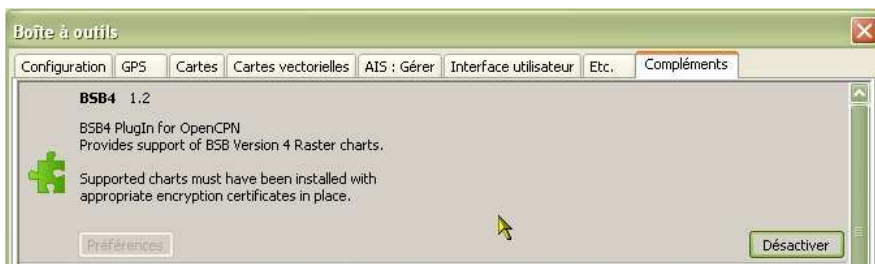 Boîte à outils
Configuration GPS Cartes Cartes vectorielles AIS : Gérer Interface utilisateur Etc. Compléments
BSB4 1.2
BSB4 PlugIn for OpenCPN
Provides support of BSB Version 4 Raster charts.
Supported charts must have been installed with
appropriate encryption certificates in place.
Préférences Désactiver